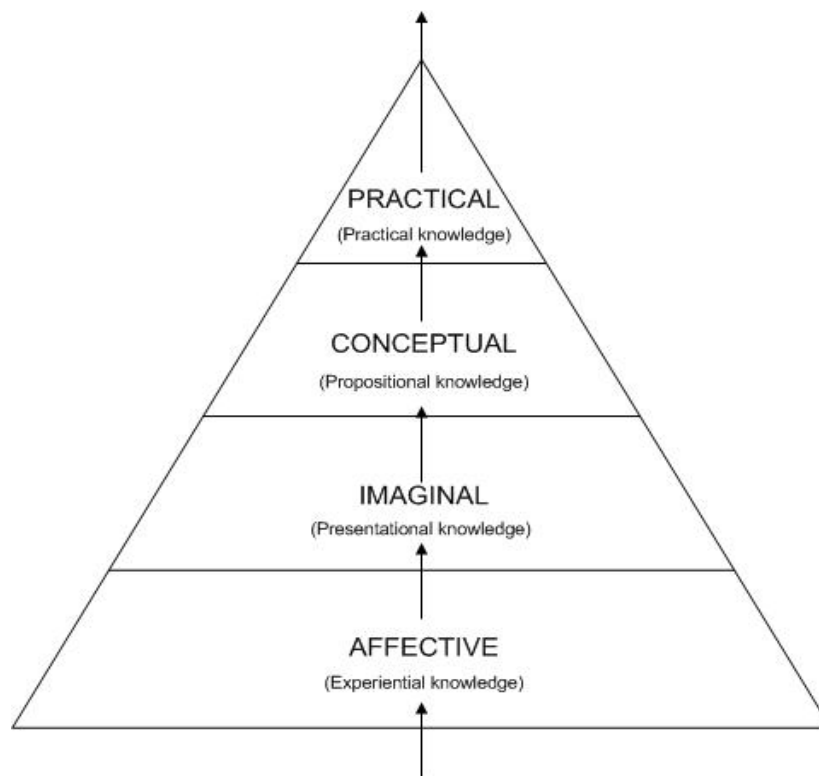 PRACTICAL
(Practical knowledge)
CONCEPTUAL
(Propositional knowledge)
IMAGINAL
(Presentational knowledge)
AFFECTIVE
(Experiential knowledge)